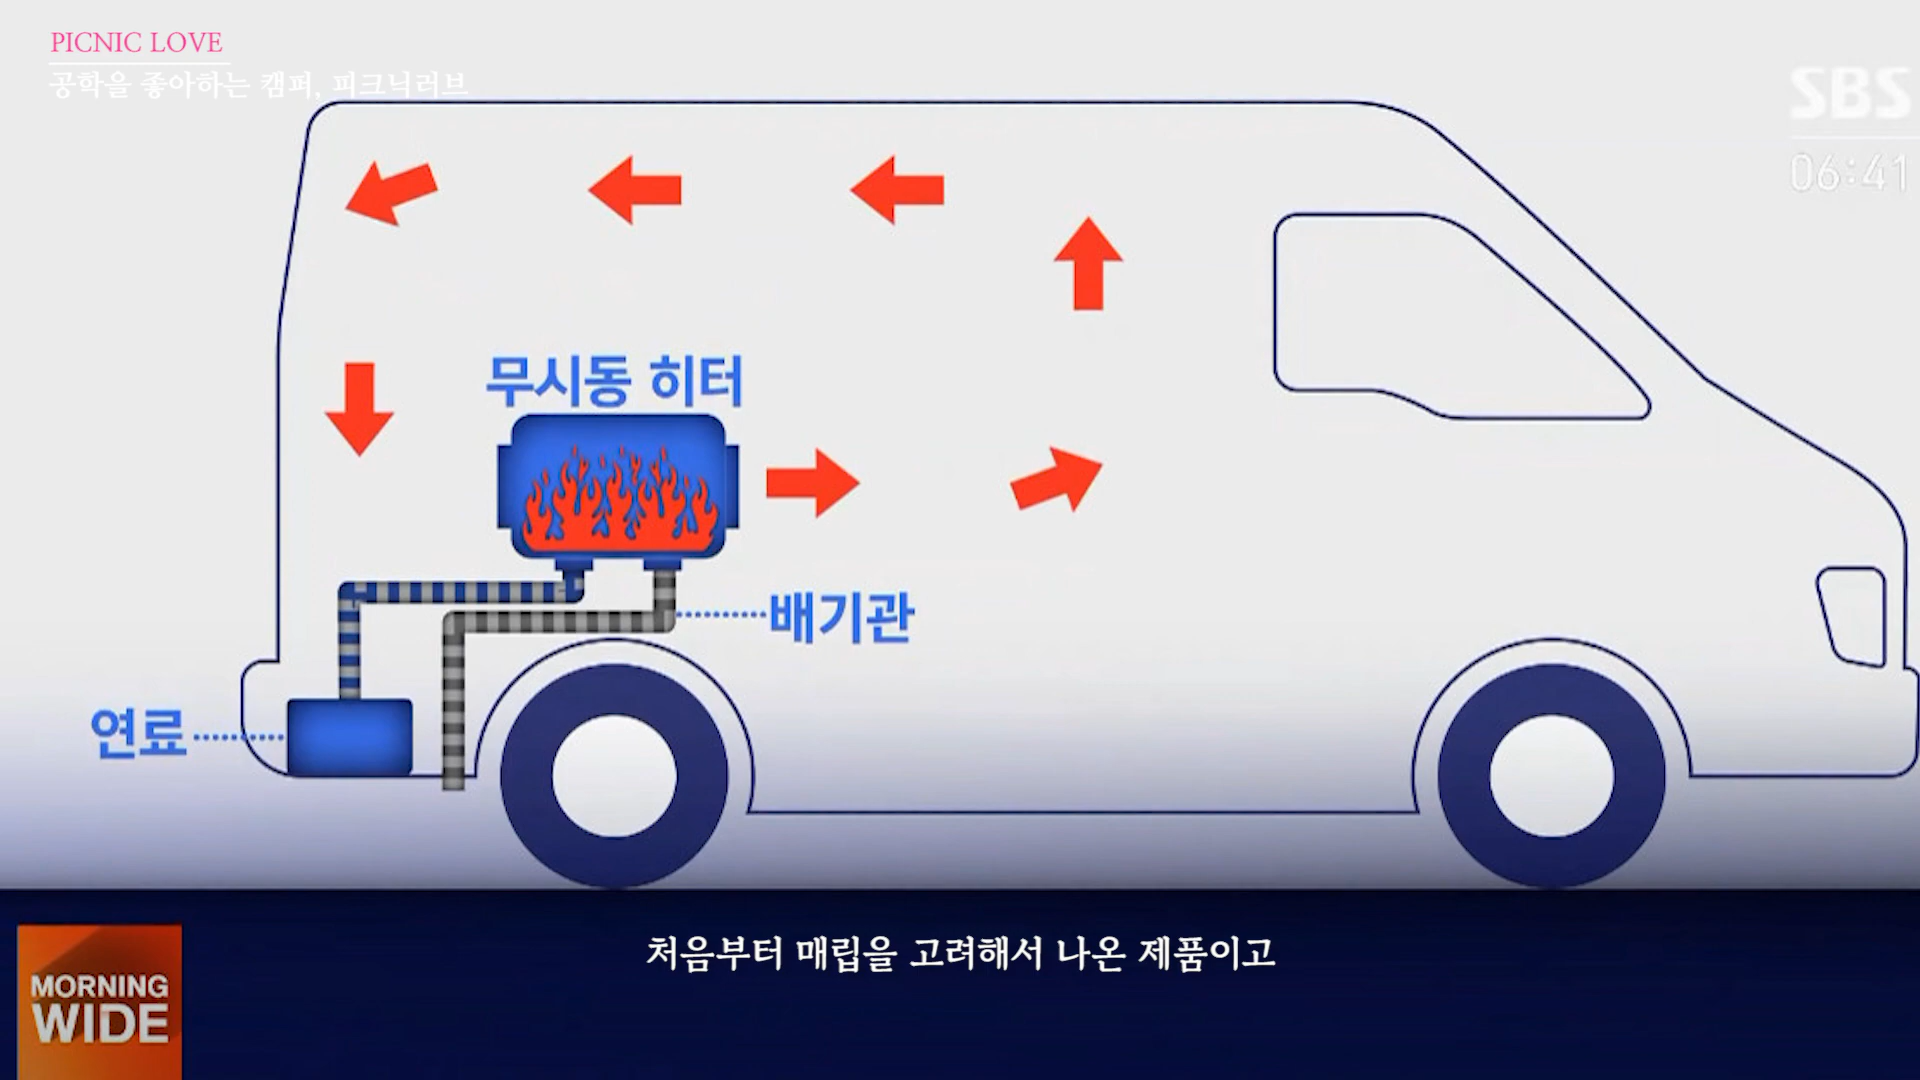 PICNIC LOVE
공학을 좋아하는 캠퍼, 피크닉러브
SBS
06:41
무시동 히터
배기관
연료
처음부터 매립을 고려해서 나온 제품이고
MORNING
WIDE